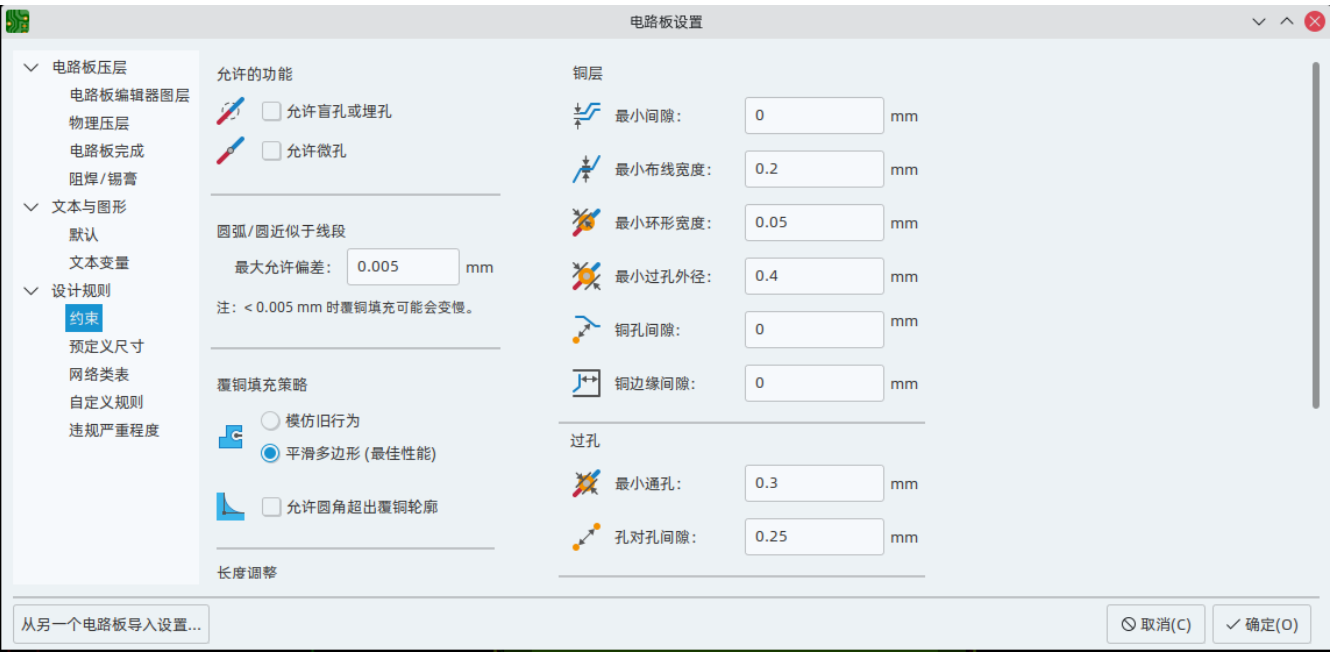 电路板设置
电路板压层
电路板编辑器图层
物理压层
电路板完成
阻焊/锡膏
文本与图形
默认
文本变量
设计规则
约束
预定义尺寸
网络类表
自定义规则
违规严重程度
允许的功能
允许盲孔或埋孔
允许微孔
圆弧/圆近似于线段
最大允许偏差: 0.005 mm
注: < 0.005 mm 时覆铜填充可能会变慢。
覆铜填充策略
模仿旧行为
平滑多边形 (最佳性能)
允许圆角超出覆铜轮廓
长度调整
铜层
最小间隙: 0 mm
最小布线宽度: 0.2 mm
最小环形宽度: 0.05 mm
最小过孔外径: 0.4 mm
铜孔间隙: 0 mm
铜边缘间隙: 0 mm
过孔
最小通孔: 0.3 mm
孔对孔间隙: 0.25 mm
从另一个电路板导入设置...
取消(C)
确定(O)